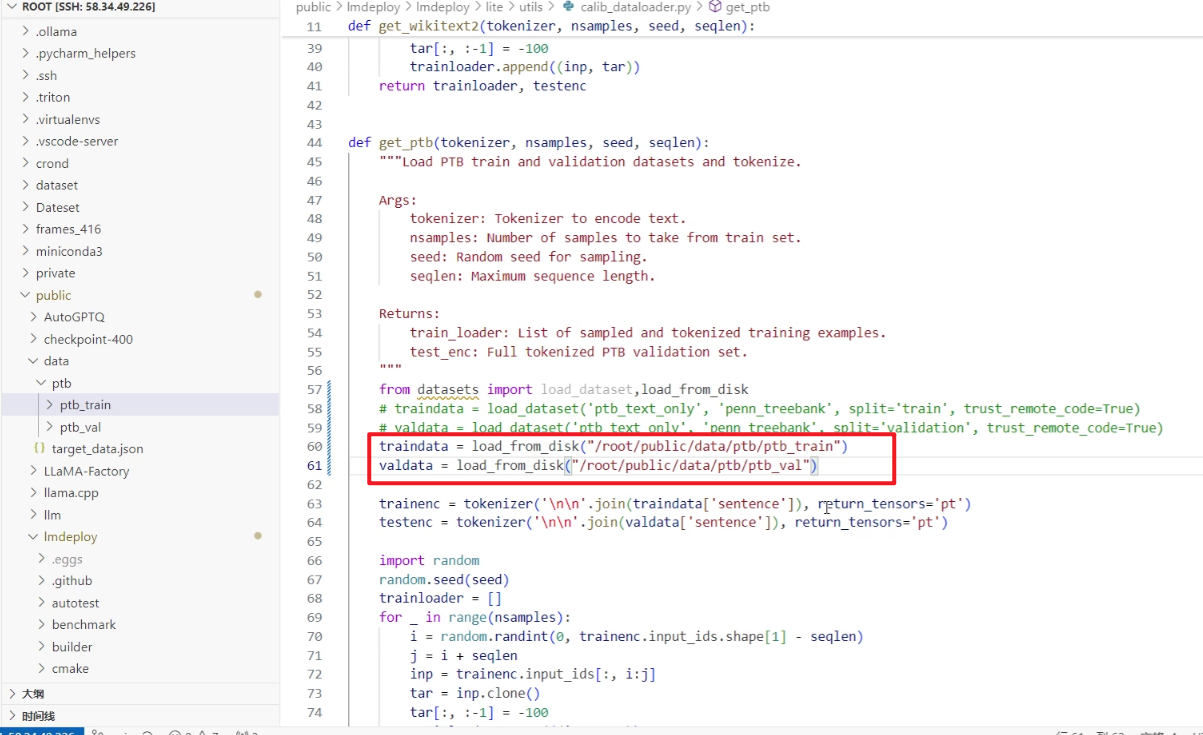 ROOT [SSH: 58.34.49.226]
.ollama
.pycharm_helpers
.ssh
.triton
.virtualenvs
.vscode-server
crond
dataset
Dateset
frames_416
miniconda3
private
public
AutoGPTQ
checkpoint-400
data
ptb
ptb_train
ptb_val
{} target_data.json
LLaMA-Factory
llama.cpp
llm
lmdeploy
.eggs
.github
autotest
benchmark
builder
cmake
大纲
时间线
public > lmdeploy > lmdeploy > lite > utils > calib_dataloader.py > get_ptb
11 def get_wikitext2(tokenizer, nsamples, seed, seqlen):
39 tar[:, :-1] = -100
40 trainloader.append((inp, tar))
41 return trainloader, testenc
42
43
44 def get_ptb(tokenizer, nsamples, seed, seqlen):
45 """Load PTB train and validation datasets and tokenize.
46
47 Args:
48 tokenizer: Tokenizer to encode text.
49 nsamples: Number of samples to take from train set.
50 seed: Random seed for sampling.
51 seqlen: Maximum sequence length.
52
53 Returns:
54 train_loader: List of sampled and tokenized training examples.
55 test_enc: Full tokenized PTB validation set.
56 """
57 from datasets import load_dataset,load_from_disk
58 # traindata = load_dataset('ptb_text_only', 'penn_treebank', split='train', trust_remote_code=True)
59 # valdata = load_dataset('ptb_text_only', 'penn_treebank', split='validation', trust_remote_code=True)
60 traindata = load_from_disk("/root/public/data/ptb/ptb_train")
61 valdata = load_from_disk("/root/public/data/ptb/ptb_val")
62
63 trainenc = tokenizer('\n\n'.join(traindata['sentence']), return_tensors='pt')
64 testenc = tokenizer('\n\n'.join(valdata['sentence']), return_tensors='pt')
65
66 import random
67 random.seed(seed)
68 trainloader = []
69 for _ in range(nsamples):
70 i = random.randint(0, trainenc.input_ids.shape[1] - seqlen)
71 j = i + seqlen
72 inp = trainenc.input_ids[:, i:j]
73 tar = inp.clone()
74 tar[:, :-1] = -100